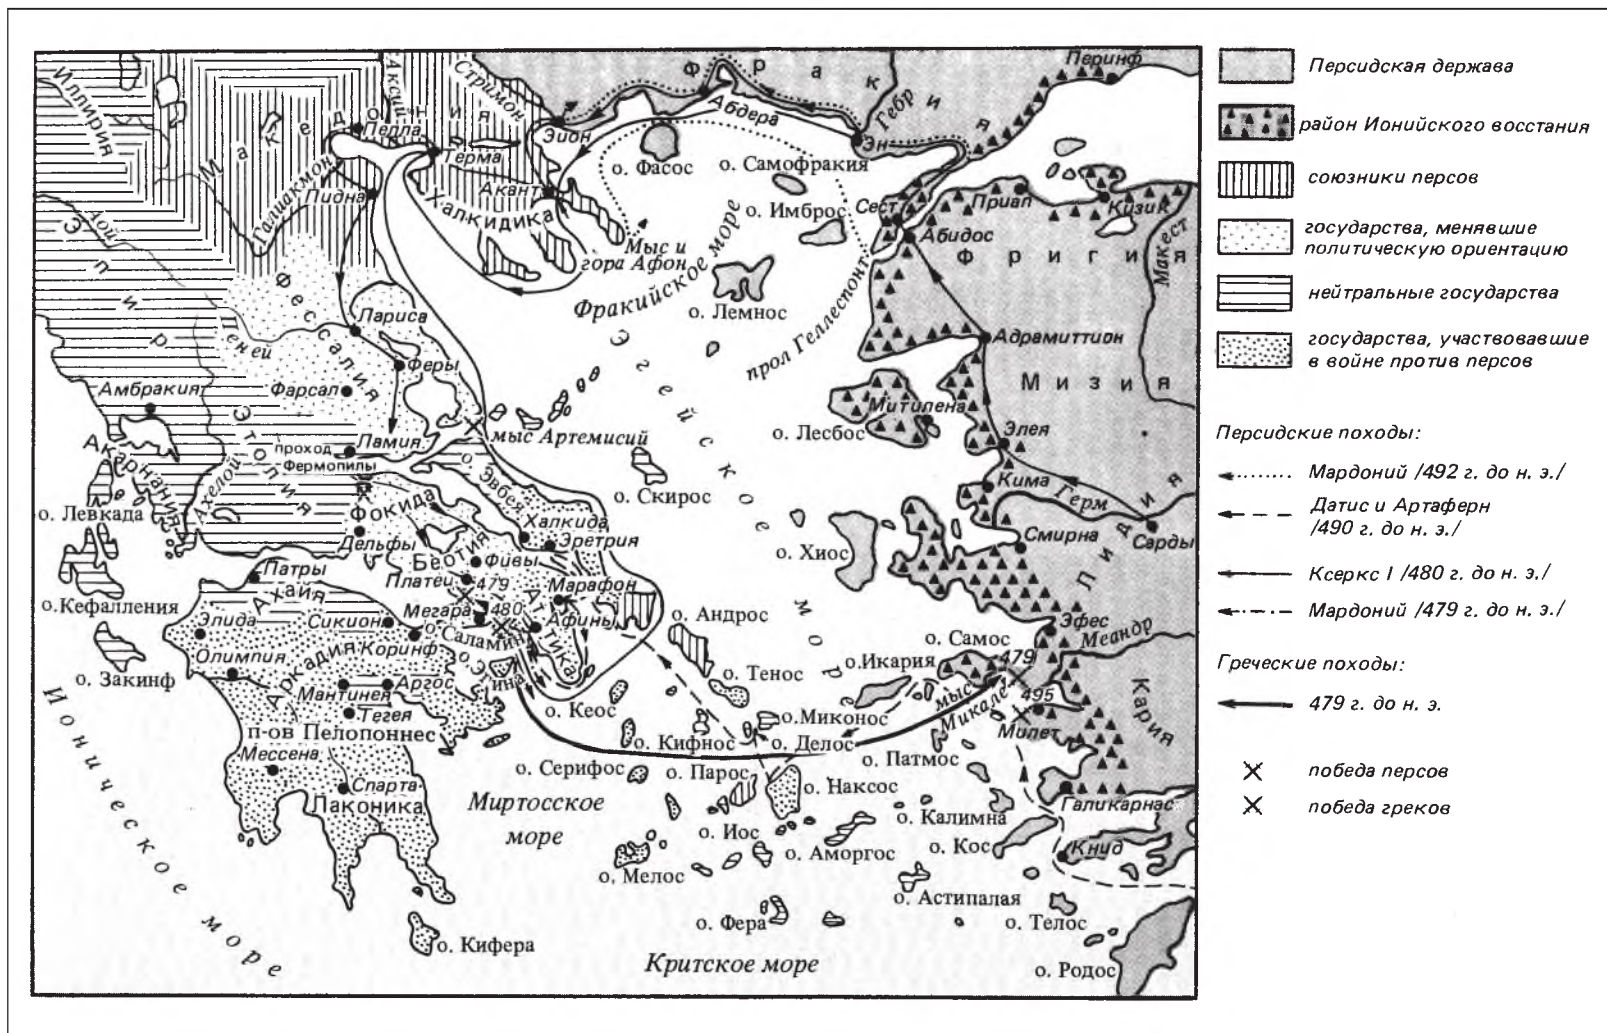 Иллирия
Македония
Аксий
Стримон
Фракия
Перинф
Пелла
Терма
Эйон
Абдера
Гебр
Эн
Галиакмон
Пидна
Халкидика
Акант
о. Фасос
о. Самофракия
о. Имброс
Сест
Абидос
Приап
Кизик
Макест
Фригия
Мыс и
гора Афон
Фракийское море
о. Лемнос
прол Геллеспонт
Эгейское море
Аой
Эпир
Пеней
Фессалия
Лариса
Феры
Фарсал
Ламия
Амбракия
Этолия
Акарнания
Ахелой
проход
Фермопилы
мыс Артемисий
о. Эвбея
о. Скирос
Адрамиттион
Мизия
Митилена
о. Лесбос
Элея
Кима
Герм
Сарды
Лидия
Смирна
о. Хиос
о. Левкада
Фокида
Дельфы
Беотия
Халкида
Эретрия
Фивы
Платеи
479
Марафон
Мегара
480
Афины
Аттика
о. Саламин
о. Эгина
Патры
Ахайя
о. Кефалления
Элида
Сикион
Коринф
Олимпия
Аркадия
Мантинея
Аргос
Тегея
о. Закинф
п-ов Пелопоннес
Мессена
Спарта
Лаконика
Ионическое море
о. Андрос
о. Тенос
о. Кеос
о. Миконос
о. Кифнос
о. Делос
о. Серифос
о. Парос
о. Наксос
Миртосское
море
о. Иос
о. Мелос
о. Аморгос
о. Фера
о. Кифера
Критское море
о. Самос
о. Икария
479
мыс
Микале
495
Эфес
Меандр
Милет
Кария
о. Патмос
о. Калимна
о. Кос
Галикарнас
Книд
о. Астипалая
о. Телос
о. Родос
Персидская держава
район Ионийского восстания
союзники персов
государства, менявшие
политическую ориентацию
нейтральные государства
государства, участвовавшие
в войне против персов
Персидские походы:
Мардоний /492 г. до н. э./
Датис и Артаферн
/490 г. до н. э./
Ксеркс I /480 г. до н. э./
Мардоний /479 г. до н. э./
Греческие походы:
479 г. до н. э.
победа персов
победа греков